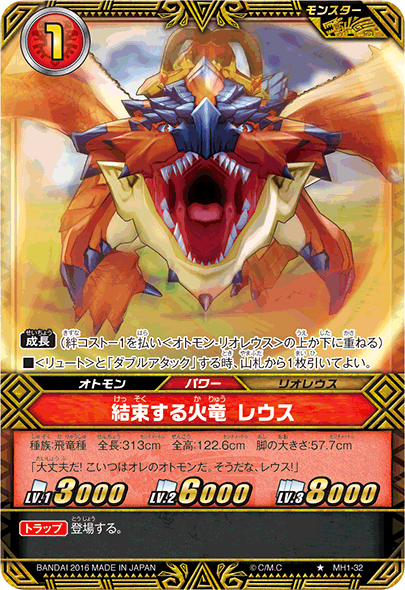 1
モンスター
成長 (絆コスト-1を払い<オトモン-リオレウス>の上か下に重ねる)
■<リュート>と「ダブルアタック」する時、山札から1枚引いてよい。
オトモン パワー リオレウス
結束する火竜 レウス
種族:飛竜種 全長:313cm 全高:122.6cm 脚の大きさ:57.7cm
「大丈夫だ! こいつはオレのオトモンだ。そうだな、レウス!」
LV.1 3000 LV.2 6000 LV.3 8000
トラップ 登場する。
BANDAI 2016 MADE IN JAPAN ©C/M.C ★ MH1-32